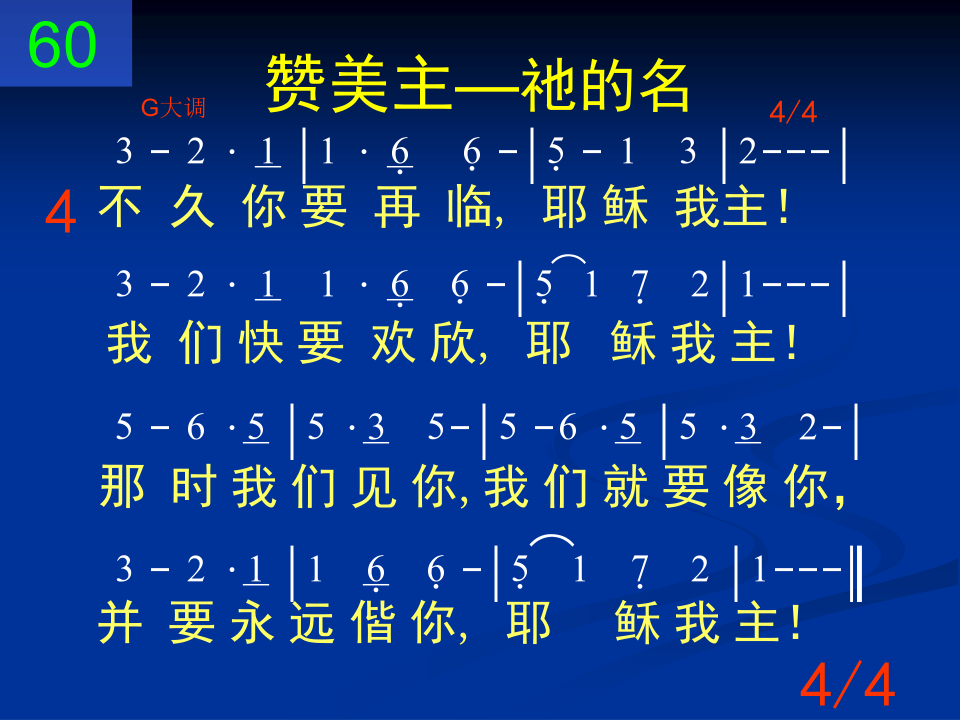 60
赞美主—祂的名
G大调
4/4
3 – 2 · 1 | 1 · 6 6 – | 5 – 1 3 | 2 – – – |
4 不 久 你 要 再 临, 耶 稣 我主！
3 – 2 · 1 1 · 6 6 – | 5 1 7 2 | 1 – – – |
我 们 快 要 欢 欣, 耶 稣 我 主！
5 – 6 · 5 | 5 · 3 5 – | 5 – 6 · 5 | 5 · 3 2 – |
那 时 我 们 见 你, 我 们 就 要 像 你，
3 – 2 · 1 | 1 6 6 – | 5 1 7 2 | 1 – – – ‖
并 要 永 远 偕 你, 耶 稣 我 主！
4/4